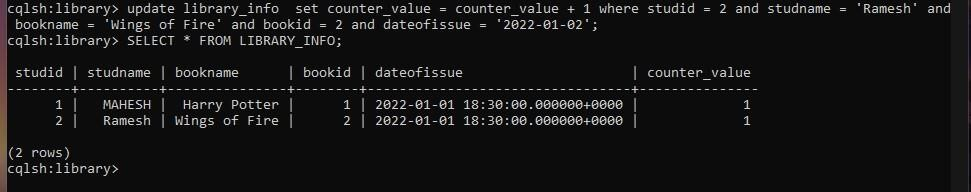 cqlsh:library> update library_info  set counter_value = counter_value + 1 where studid = 2 and studname = 'Ramesh' and
 bookname = 'Wings of Fire' and bookid = 2 and dateofissue = '2022-01-02';
cqlsh:library> SELECT * FROM LIBRARY_INFO;
 studid | studname | bookname      | bookid | dateofissue                     | counter_value
--------+----------+---------------+--------+---------------------------------+---------------
      1 |   MAHESH |  Harry Potter |      1 | 2022-01-01 18:30:00.000000+0000 |             1
      2 |   Ramesh | Wings of Fire |      2 | 2022-01-01 18:30:00.000000+0000 |             1
(2 rows)
cqlsh:library>